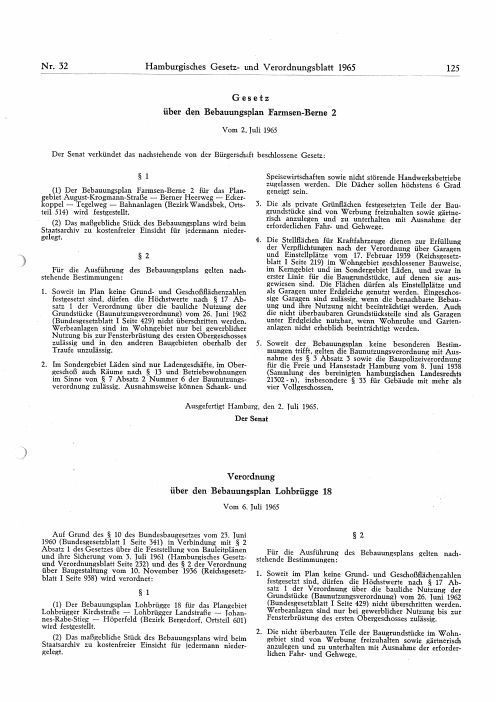 Nr. 32
Hamburgisches Gesetz- und Verordnungsblatt 1965
125
Gesetz
über den Bebauungsplan Farmsen-Berne 2
Vom 2. Juli 1965
Der Senat verkündet das nachstehende von der Bürgerschaft beschlossene Gesetz:
§ 1
(1) Der Bebauungsplan Farmsen-Berne 2 für das Plan-
gebiet August-Krogmann-Straße — Berner Heerweg — Ecker-
koppel — Tegelweg — Bahnanlagen (Bezirk Wandsbek, Orts-
teil 514) wird festgestellt.
(2) Das maßgebliche Stück des Bebauungsplans wird beim
Staatsarchiv zu kostenfreier Einsicht für jedermann nieder-
gelegt.
§ 2
Für die Ausführung des Bebauungsplans gelten nach-
stehende Bestimmungen:
1. Soweit im Plan keine Grund- und Geschoßflächenzahlen
festgesetzt sind, dürfen die Höchstwerte nach § 17 Ab-
satz 1 der Verordnung über die bauliche Nutzung der
Grundstücke (Baunutzungsverordnung) vom 26. Juni 1962
(Bundesgesetzblatt I Seite 429) nicht überschritten werden.
Werbeanlagen sind im Wohngebiet nur bei gewerblicher
Nutzung bis zur Fensterbrüstung des ersten Obergeschosses
zulässig und in den anderen Baugebieten oberhalb der
Traufe unzulässig.
2. Im Sondergebiet Läden sind nur Ladengeschäfte, im Ober-
geschoß auch Räume nach § 13 und Betriebswohnungen
im Sinne von § 7 Absatz 2 Nummer 6 der Baunutzungs-
verordnung zulässig. Ausnahmsweise können Schank- und
Speisewirtschaften sowie nicht störende Handwerksbetriebe
zugelassen werden. Die Dächer sollen höchstens 6 Grad
geneigt sein.
3. Die als private Grünflächen festgesetzten Teile der Bau-
grundstücke sind von Werbung freizuhalten sowie gärtne-
risch anzulegen und zu unterhalten mit Ausnahme der
erforderlichen Fahr- und Gehwege.
4. Die Stellflächen für Kraftfahrzeuge dienen zur Erfüllung
der Verpflichtungen nach der Verordnung über Garagen
und Einstellplätze vom 17. Februar 1939 (Reichsgesetz-
blatt I Seite 219) im Wohngebiet geschlossener Bauweise,
im Kerngebiet und im Sondergebiet Läden, und zwar in
erster Linie für die Baugrundstücke, auf denen sie aus-
gewiesen sind. Die Flächen dürfen als Einstellplätze und
als Garagen unter Erdgleiche genutzt werden. Eingeschos-
sige Garagen sind zulässig, wenn die benachbarte Bebau-
ung und ihre Nutzung nicht beeinträchtigt werden. Auch
die nicht überbaubaren Grundstücksteile sind als Garagen
unter Erdgleiche nutzbar, wenn Wohnruhe und Garten-
anlagen nicht erheblich beeinträchtigt werden.
5. Soweit der Bebauungsplan keine besonderen Bestim-
mungen trifft, gelten die Baunutzungsverordnung mit Aus-
nahme des § 3 Absatz 3 sowie die Baupolizeiverordnung
für die Freie und Hansestadt Hamburg vom 8. Juni 1938
(Sammlung des bereinigten hamburgischen Landesrechts
21302 - n), insbesondere § 33 für Gebäude mit mehr als
vier Vollgeschossen.
Ausgefertigt Hamburg, den 2. Juli 1965.
Der Senat
Verordnung
über den Bebauungsplan Lohbrügge 18
Vom 6. Juli 1965
Auf Grund des § 10 des Bundesbaugesetzes vom 23. Juni
1960 (Bundesgesetzblatt I Seite 341) in Verbindung mit § 2
Absatz 1 des Gesetzes über die Feststellung von Bauleitplänen
und ihre Sicherung vom 3. Juli 1961 (Hamburgisches Gesetz-
und Verordnungsblatt Seite 232) und des § 2 der Verordnung
über Baugestaltung vom 10. November 1936 (Reichsgesetz-
blatt I Seite 938) wird verordnet:
§ 1
(1) Der Bebauungsplan Lohbrügge 18 für das Plangebiet
Lohbrügger Kirchstraße — Lohbrügger Landstraße — Johan-
nes-Rabe-Stieg — Höperfeld (Bezirk Bergedorf, Ortsteil 601)
wird festgestellt.
(2) Das maßgebliche Stück des Bebauungsplans wird beim
Staatsarchiv zu kostenfreier Einsicht für jedermann nieder-
gelegt.
§ 2
Für die Ausführung des Bebauungsplans gelten nach-
stehende Bestimmungen:
1. Soweit im Plan keine Grund- und Geschoßflächenzahlen
festgesetzt sind, dürfen die Höchstwerte nach § 17 Ab-
satz 1 der Verordnung über die bauliche Nutzung der
Grundstücke (Baunutzungsverordnung) vom 26. Juni 1962
(Bundesgesetzblatt I Seite 429) nicht überschritten werden.
Werbeanlagen sind nur bei gewerblicher Nutzung bis zur
Fensterbrüstung des ersten Obergeschosses zulässig.
2. Die nicht überbauten Teile der Baugrundstücke im Wohn-
gebiet sind von Werbung freizuhalten sowie gärtnerisch
anzulegen und zu unterhalten mit Ausnahme der erforder-
lichen Fahr- und Gehwege.